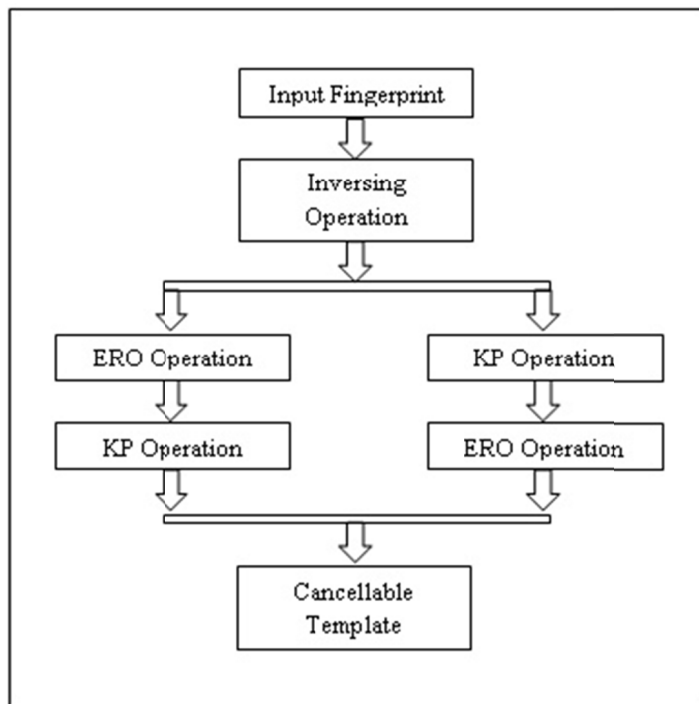 Input Fingerprint
Inversing
Operation
ERO Operation
KP Operation
KP Operation
ERO Operation
Cancellable
Template